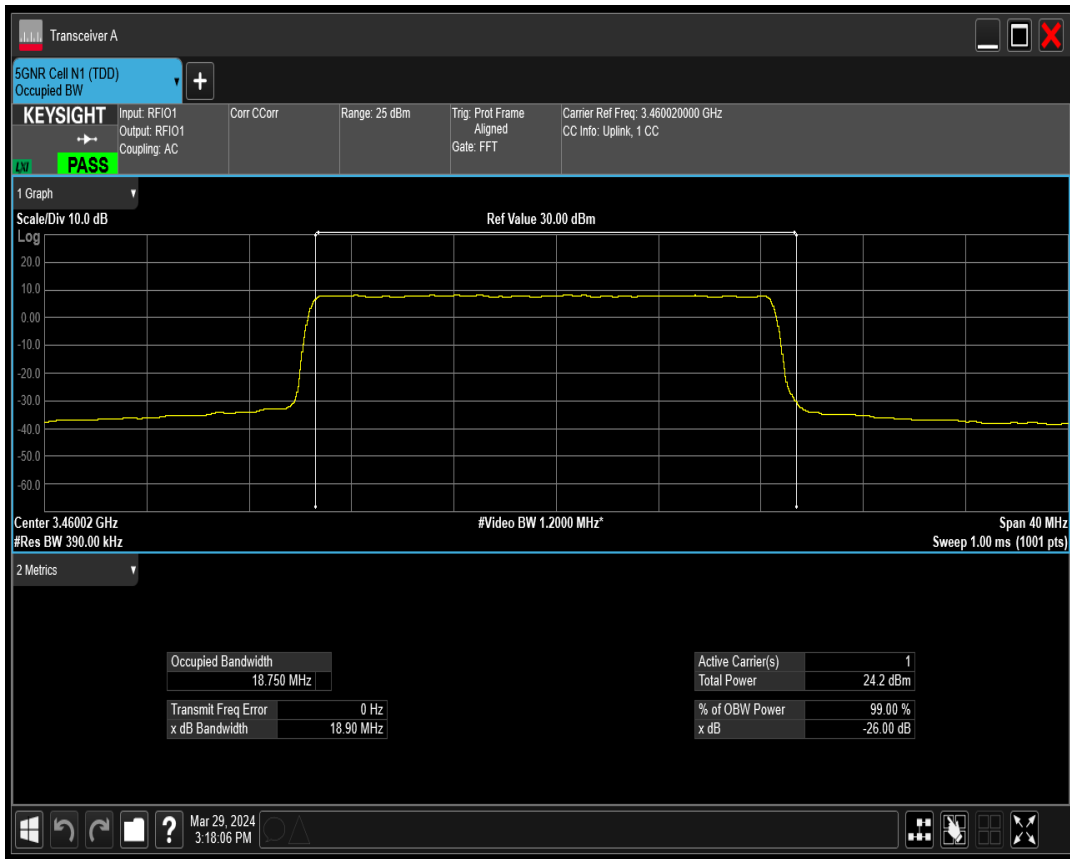 Transceiver A
5GNR Cell N1 (TDD)
Occupied BW
+
KEYSIGHT
LXI
PASS
Input: RFIO1
Output: RFIO1
Coupling: AC
Corr CCorr
Range: 25 dBm
Trig: Prot Frame
Aligned
Gate: FFT
Carrier Ref Freq: 3.460020000 GHz
CC Info: Uplink, 1 CC
1 Graph
Scale/Div 10.0 dB
Ref Value 30.00 dBm
Log
20.0
10.0
0.00
-10.0
-20.0
-30.0
-40.0
-50.0
-60.0
Center 3.46002 GHz
#Video BW 1.2000 MHz*
Span 40 MHz
#Res BW 390.00 kHz
Sweep 1.00 ms (1001 pts)
2 Metrics
Occupied Bandwidth
18.750 MHz
Transmit Freq Error 0 Hz
x dB Bandwidth 18.90 MHz
Active Carrier(s) 1
Total Power 24.2 dBm
% of OBW Power 99.00 %
x dB -26.00 dB
?
Mar 29, 2024
3:18:06 PM